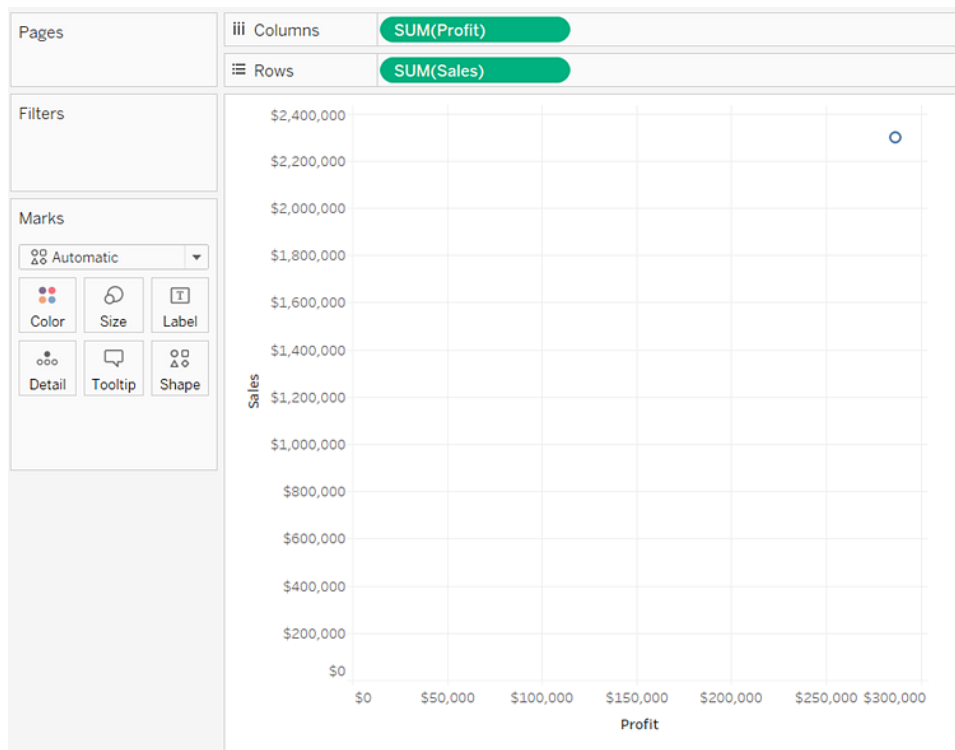 Pages
Columns
SUM(Profit)
Rows
SUM(Sales)
Filters
Marks
Automatic
Color
Size
T
Label
Detail
Tooltip
Shape
$2,400,000
$2,200,000
$2,000,000
$1,800,000
$1,600,000
$1,400,000
Sales
$1,200,000
$1,000,000
$800,000
$600,000
$400,000
$200,000
$0
$0 $50,000 $100,000 $150,000 $200,000 $250,000 $300,000
Profit